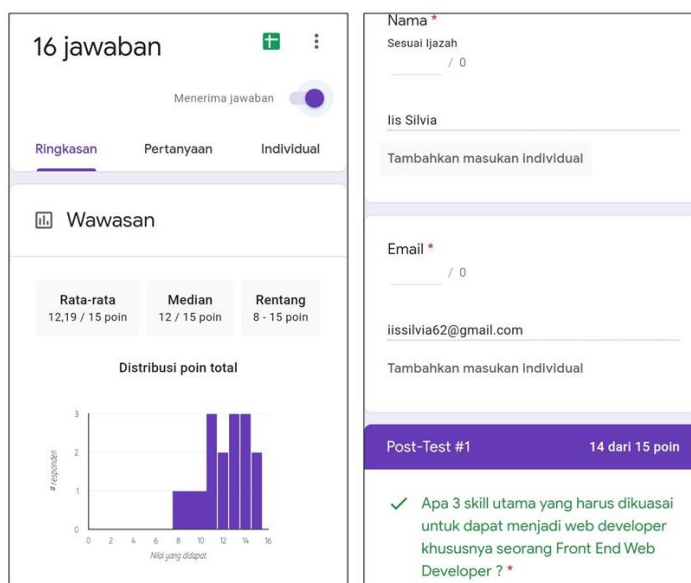 16 jawaban
Menerima jawaban
Ringkasan Pertanyaan Individual
Wawasan
Rata-rata Median Rentang
12,19 / 15 poin 12 / 15 poin 8 - 15 poin
Distribusi poin total
# responden
3
2
1
0
0 2 4 6 8 10 12 14 16
Nilai yang didapat
Nama *
Sesuai Ijazah
/ 0
Iis Silvia
Tambahkan masukan individual
Email *
/ 0
iissilvia62@gmail.com
Tambahkan masukan individual
Post-Test #1 14 dari 15 poin
Apa 3 skill utama yang harus dikuasai
untuk dapat menjadi web developer
khususnya seorang Front End Web
Developer ? *